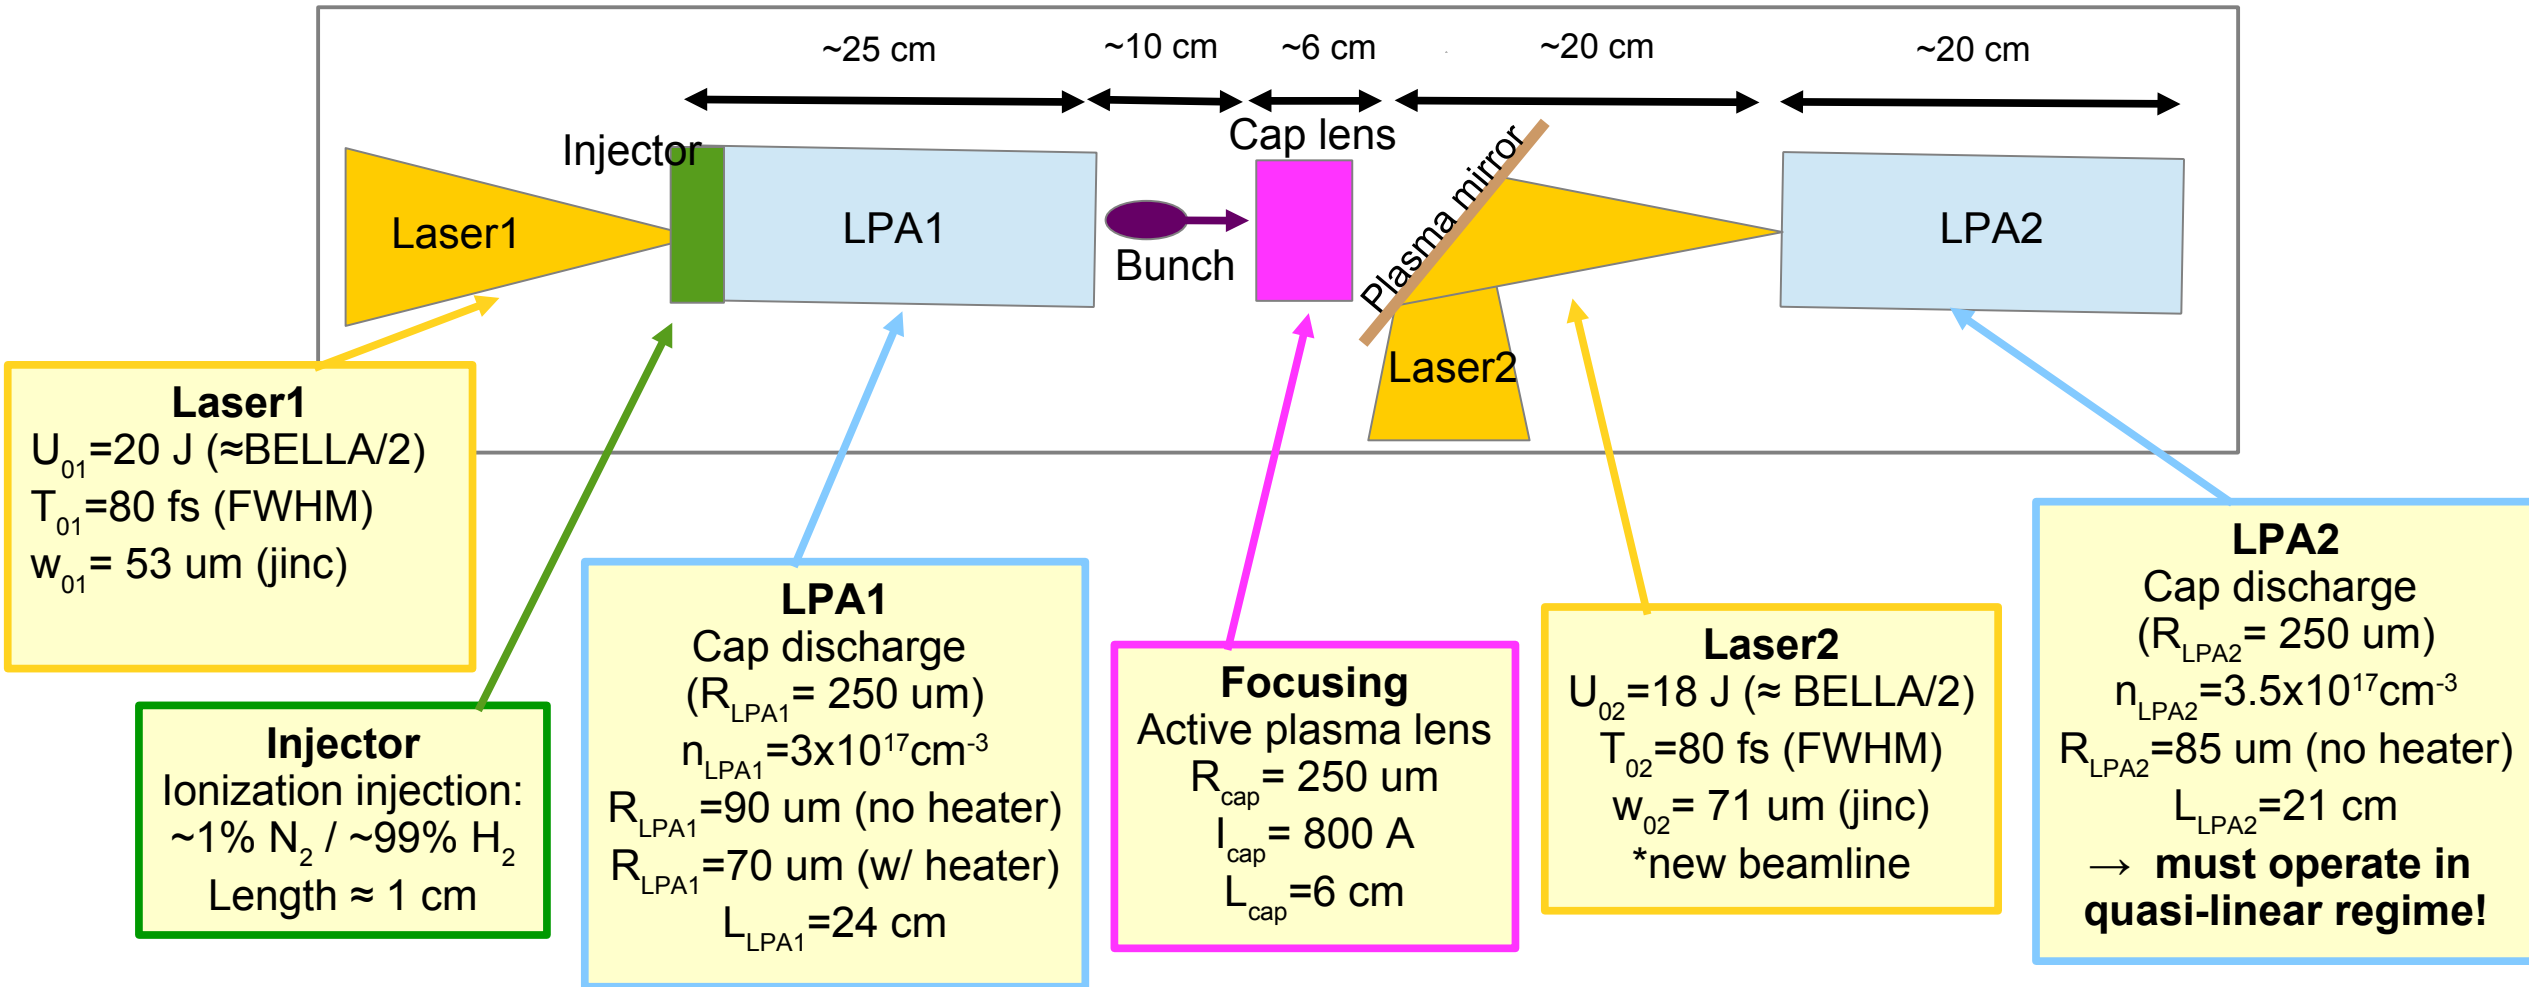 ~25 cm
~10 cm
~6 cm
~20 cm
~20 cm
Injector
Cap lens
Plasma mirror
Laser1
LPA1
Bunch
LPA2
Laser2
Laser1
U01=20 J (≈BELLA/2)
T01=80 fs (FWHM)
w01= 53 um (jinc)
Injector
Ionization injection:
~1% N2 / ~99% H2
Length ≈ 1 cm
LPA1
Cap discharge
(RLPA1= 250 um)
nLPA1=3x10¹⁷cm⁻³
RLPA1=90 um (no heater)
RLPA1=70 um (w/ heater)
LLPA1=24 cm
Focusing
Active plasma lens
Rcap= 250 um
Icap= 800 A
Lcap=6 cm
Laser2
U02=18 J (≈ BELLA/2)
T02=80 fs (FWHM)
w02= 71 um (jinc)
*new beamline
LPA2
Cap discharge
(RLPA2= 250 um)
nLPA2=3.5x10¹⁷cm⁻³
RLPA2=85 um (no heater)
LLPA2=21 cm
→ must operate in
quasi-linear regime!